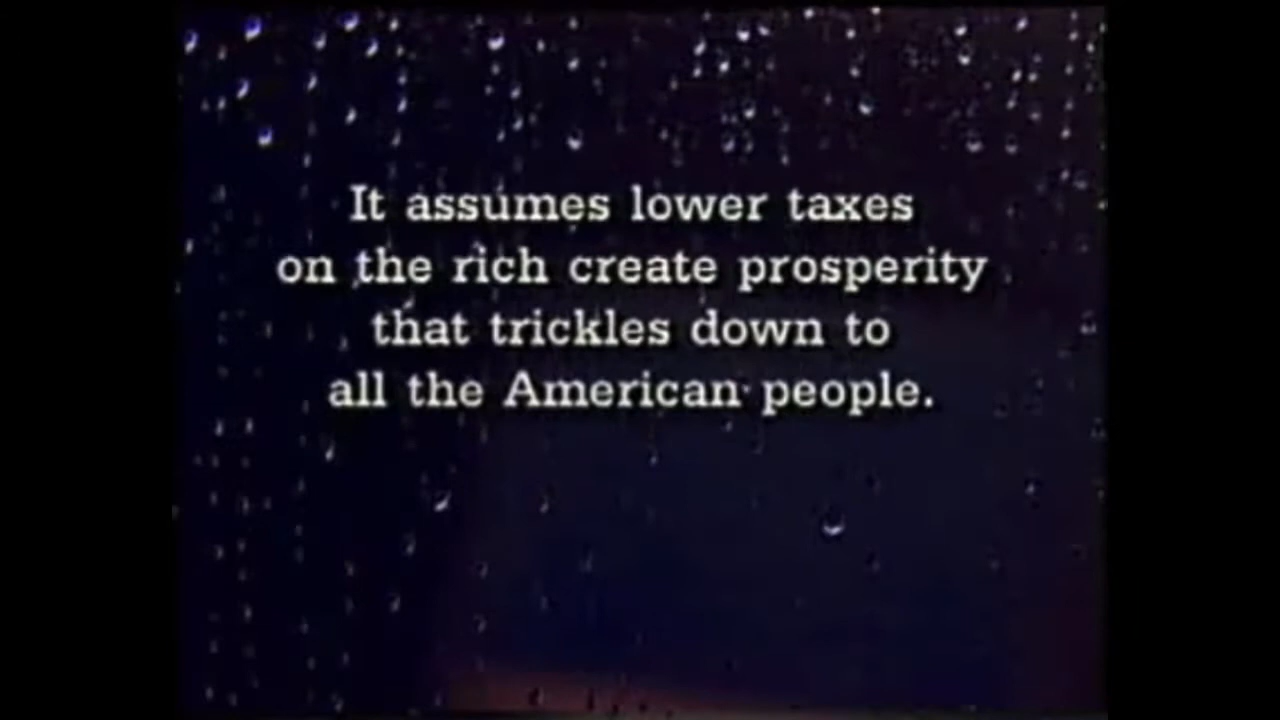 It assumes lower taxes
on the rich create prosperity
that trickles down to
all the American people.